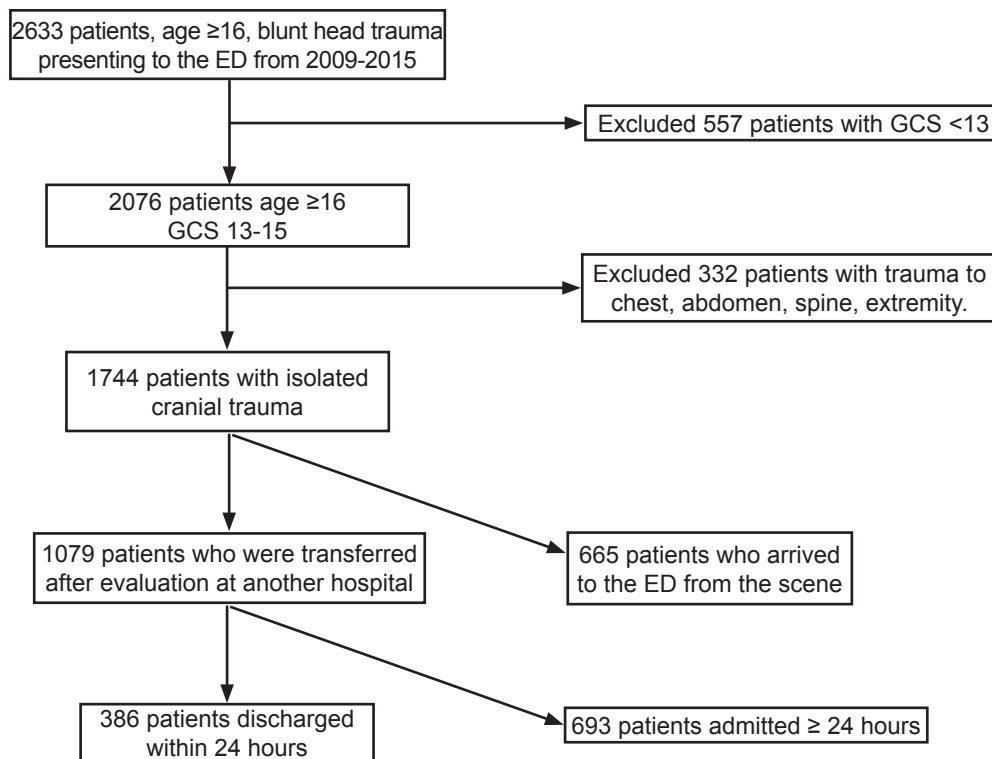 2633 patients, age ≥16, blunt head trauma
presenting to the ED from 2009-2015
Excluded 557 patients with GCS <13
2076 patients age ≥16
GCS 13-15
Excluded 332 patients with trauma to
chest, abdomen, spine, extremity.
1744 patients with isolated
cranial trauma
1079 patients who were transferred
after evaluation at another hospital
665 patients who arrived
to the ED from the scene
386 patients discharged
within 24 hours
693 patients admitted ≥ 24 hours